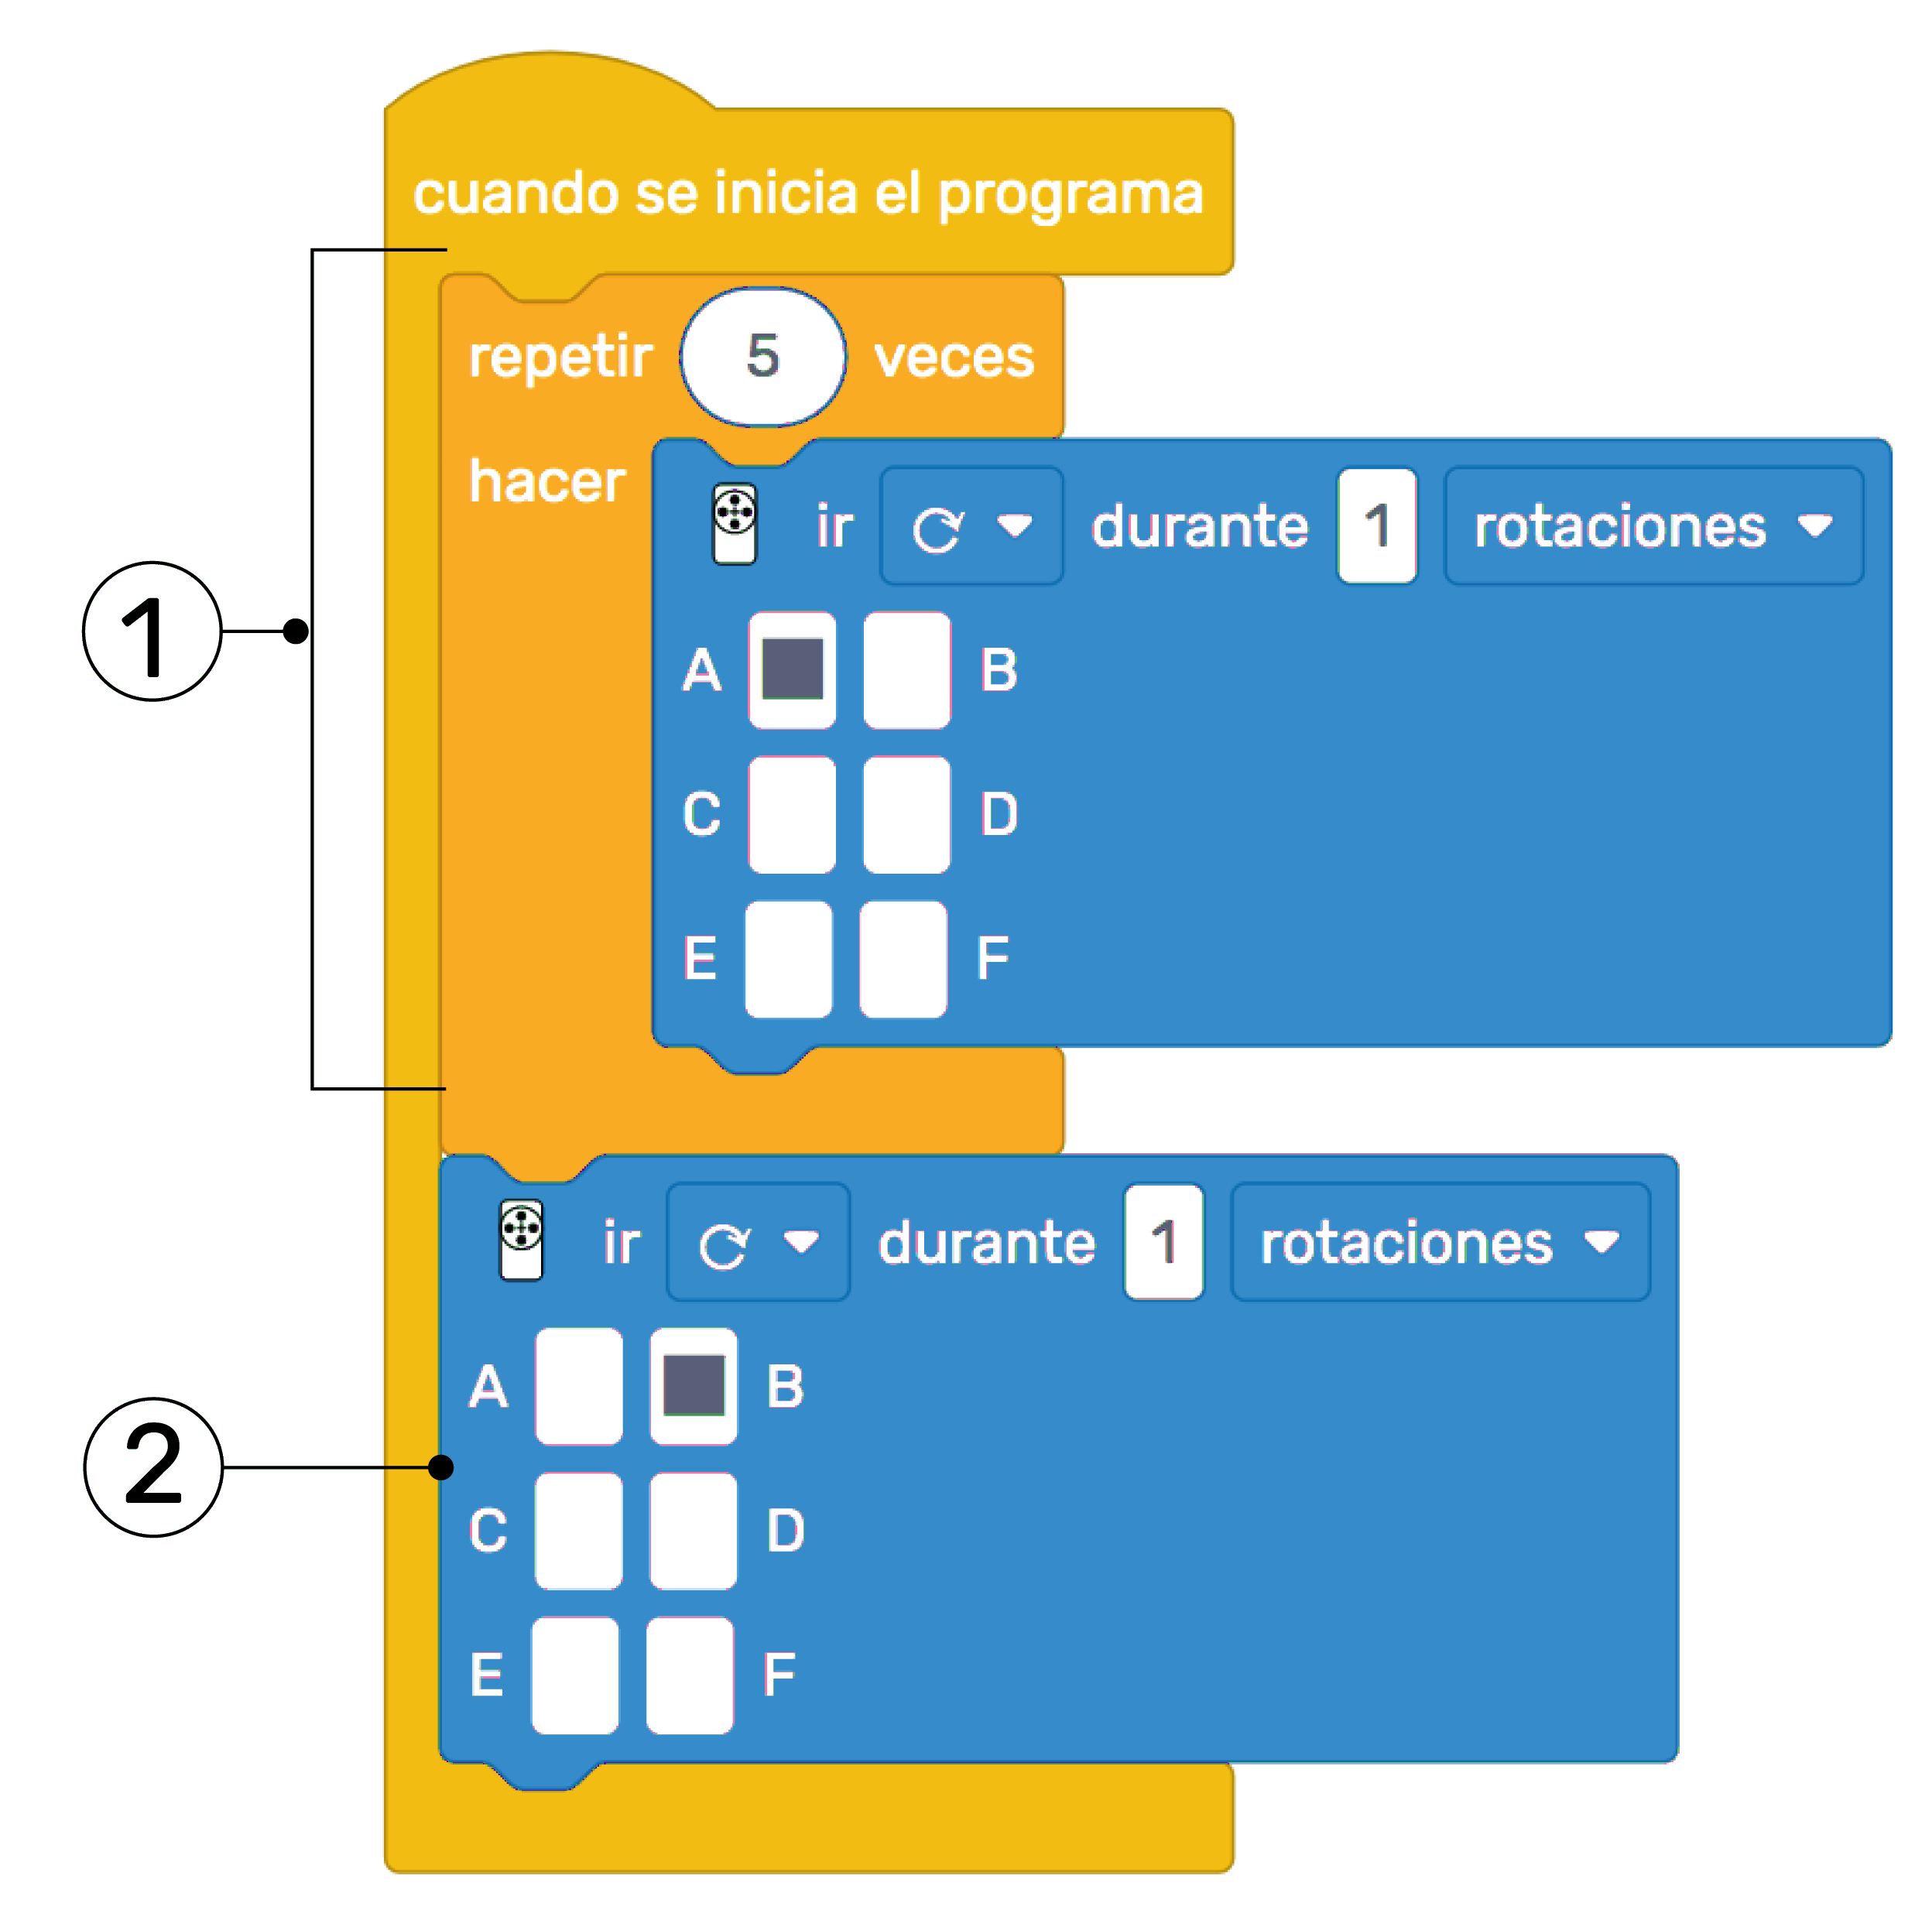 cuando se inicia el programa
repetir 5 veces
hacer
ir durante 1 rotaciones
A B
C D
E F
1
ir durante 1 rotaciones
A B
C D
E F
2